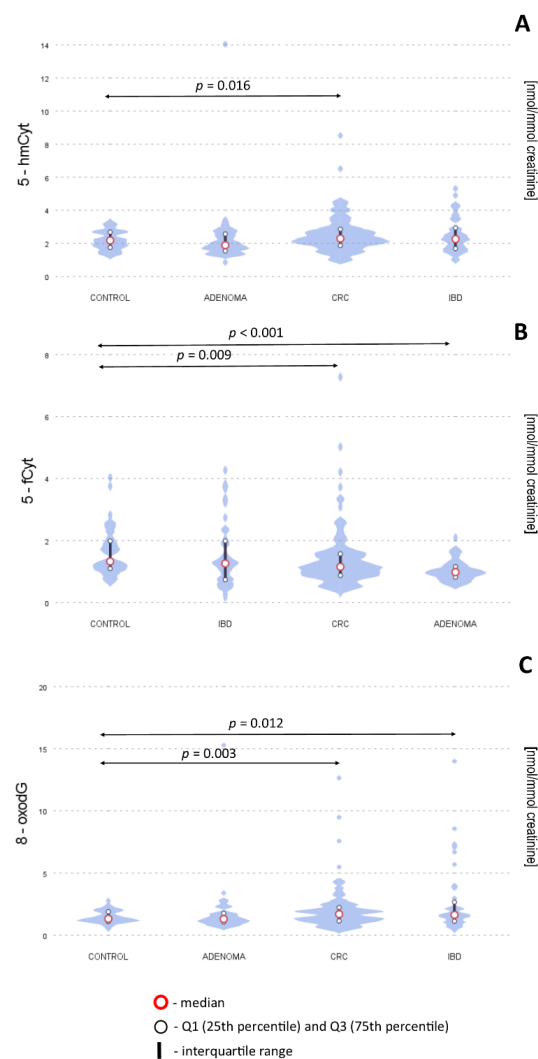 A
14
12
10
8
6
4
2
0
p = 0.016
5 - hmCyt
[nmol/mmol creatinine]
CONTROL ADENOMA CRC IBD
B
p < 0.001
p = 0.009
8
6
4
2
0
5 - fCyt
[nmol/mmol creatinine]
CONTROL IBD CRC ADENOMA
C
20
15
10
5
0
p = 0.012
p = 0.003
8 - oxodG
[nmol/mmol creatinine]
CONTROL ADENOMA CRC IBD
- median
- Q1 (25th percentile) and Q3 (75th percentile)
- interquartile range